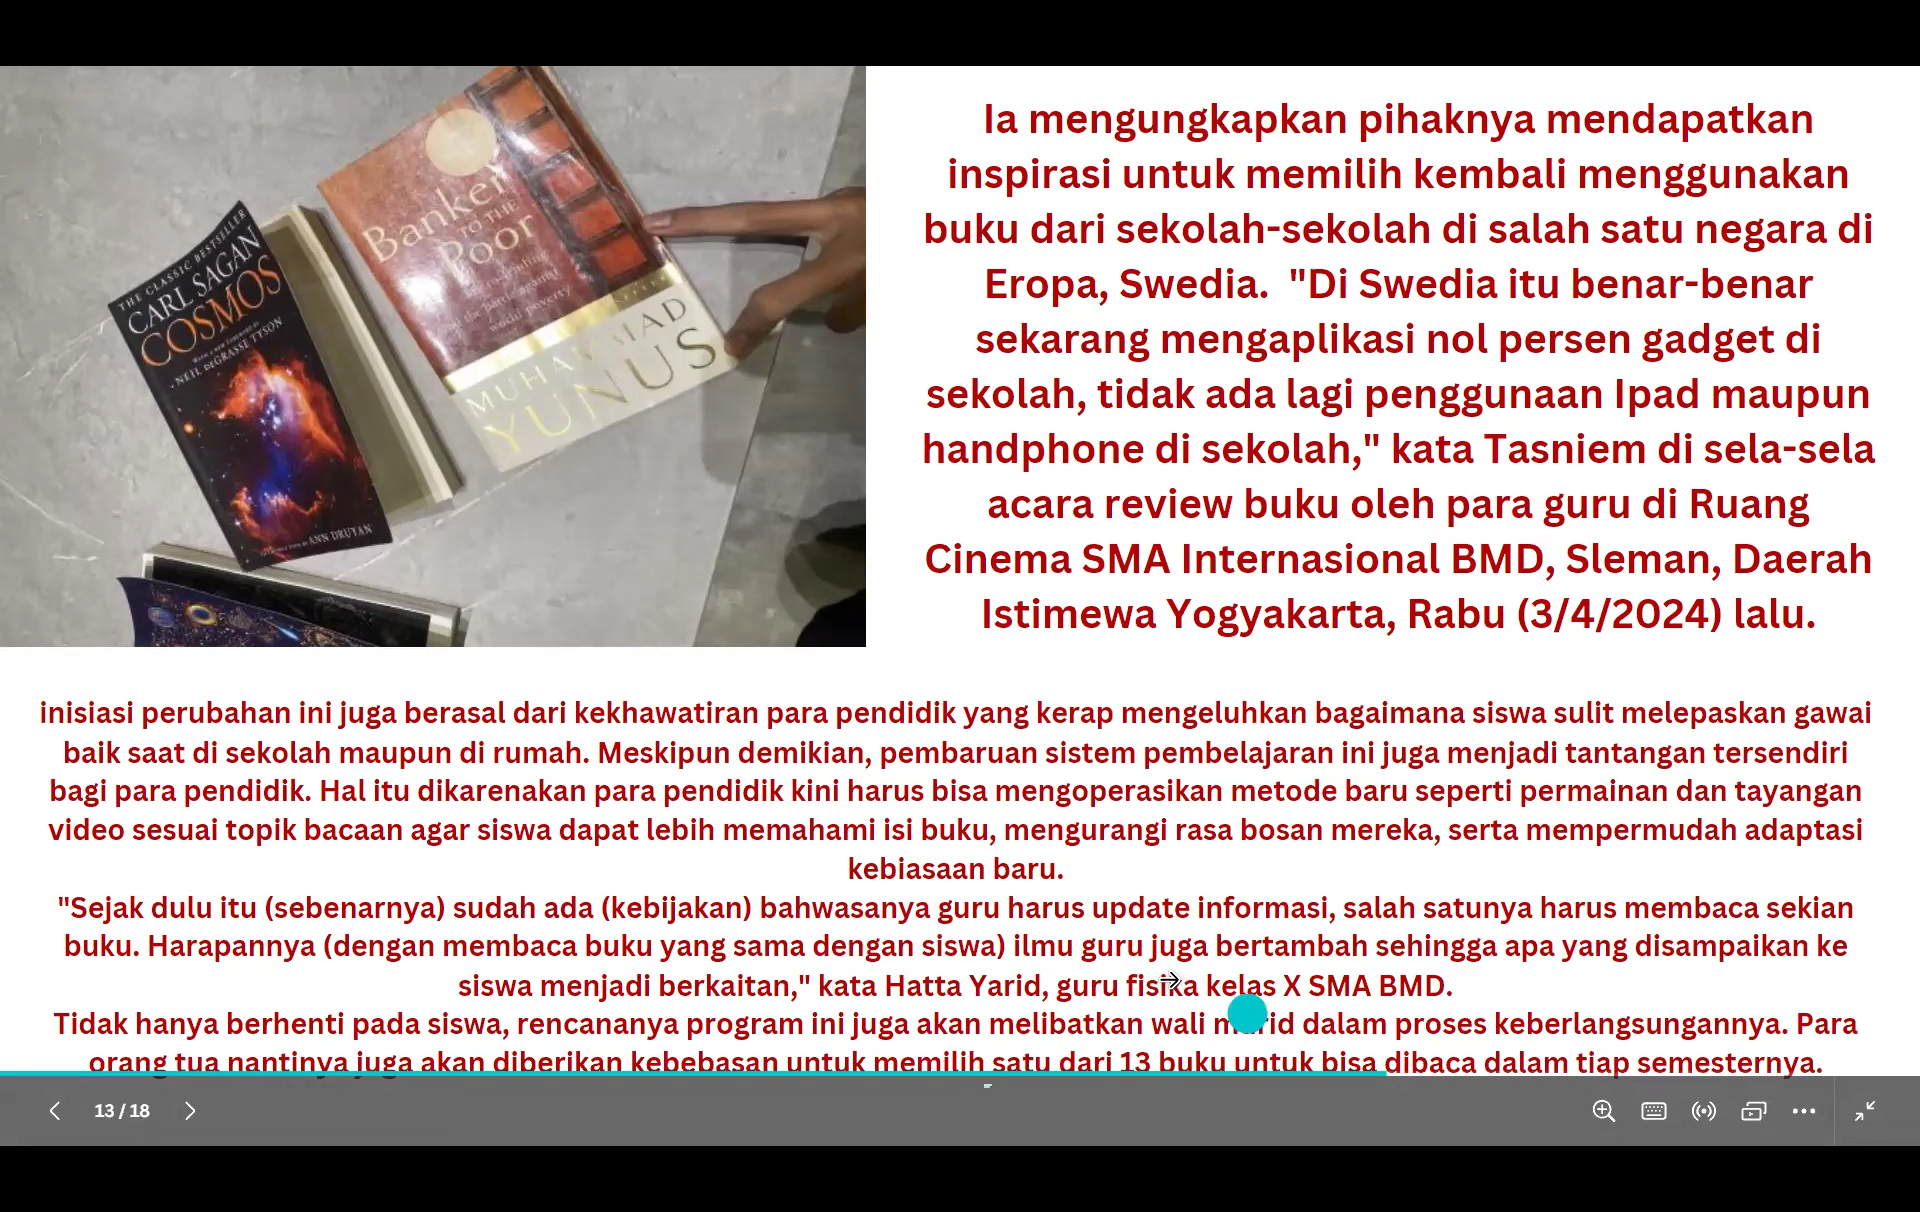 THE CLASSIC BESTSELLER
CARL SAGAN
COSMOS
NEIL DEGRASSE TYSON
ANN DRUYAN
Banker
TO THE
Poor
world poverty
MUHAMMAD
YUNUS
Ia mengungkapkan pihaknya mendapatkan
inspirasi untuk memilih kembali menggunakan
buku dari sekolah-sekolah di salah satu negara di
Eropa, Swedia. "Di Swedia itu benar-benar
sekarang mengaplikasi nol persen gadget di
sekolah, tidak ada lagi penggunaan Ipad maupun
handphone di sekolah," kata Tasniem di sela-sela
acara review buku oleh para guru di Ruang
Cinema SMA Internasional BMD, Sleman, Daerah
Istimewa Yogyakarta, Rabu (3/4/2024) lalu.
inisiasi perubahan ini juga berasal dari kekhawatiran para pendidik yang kerap mengeluhkan bagaimana siswa sulit melepaskan gawai
baik saat di sekolah maupun di rumah. Meskipun demikian, pembaruan sistem pembelajaran ini juga menjadi tantangan tersendiri
bagi para pendidik. Hal itu dikarenakan para pendidik kini harus bisa mengoperasikan metode baru seperti permainan dan tayangan
video sesuai topik bacaan agar siswa dapat lebih memahami isi buku, mengurangi rasa bosan mereka, serta mempermudah adaptasi
kebiasaan baru.
"Sejak dulu itu (sebenarnya) sudah ada (kebijakan) bahwasanya guru harus update informasi, salah satunya harus membaca sekian
buku. Harapannya (dengan membaca buku yang sama dengan siswa) ilmu guru juga bertambah sehingga apa yang disampaikan ke
siswa menjadi berkaitan," kata Hatta Yarid, guru fisika kelas X SMA BMD.
Tidak hanya berhenti pada siswa, rencananya program ini juga akan melibatkan wali murid dalam proses keberlangsungannya. Para
orang tua nantinya juga akan diberikan kebebasan untuk memilih satu dari 13 buku untuk bisa dibaca dalam tiap semesternya.
13 / 18